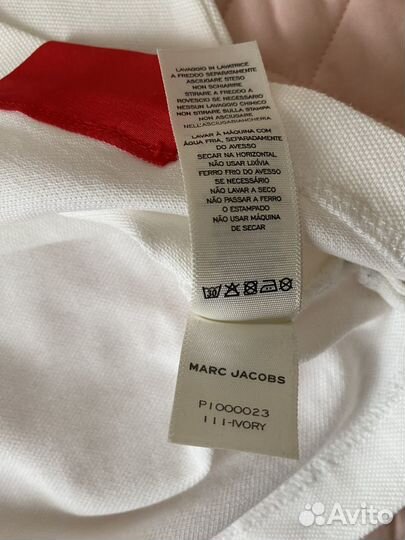 LAVAGGIO IN LAVATRICE
A FREDDO SEPARATAMENTE
ASCIUGARE STESO
NON SCHIARIRE
STIRARE A FREDDO A
ROVESCIO SE NECESSARIO
NESSUN LAVAGGIO CHIMICO
NON STIRARE SULLA STAMPA
NON ASCIUGARE
NELL'ASCIUGABIANCHERIA
LAVAR À MÁQUINA COM
ÁGUA FRIA, SEPARADAMENTE
DO AVESSO
SECAR NA HORIZONTAL
NÃO USAR LIXÍVIA
FERRO FRIO DO AVESSO
SE NECESSÁRIO
NÃO LAVAR A SECO
NÃO PASSAR A FERRO
O ESTAMPADO
NÃO USAR MÁQUINA
DE SECAR
30
MARC JACOBS
P1000023
111-IVORY
Avito